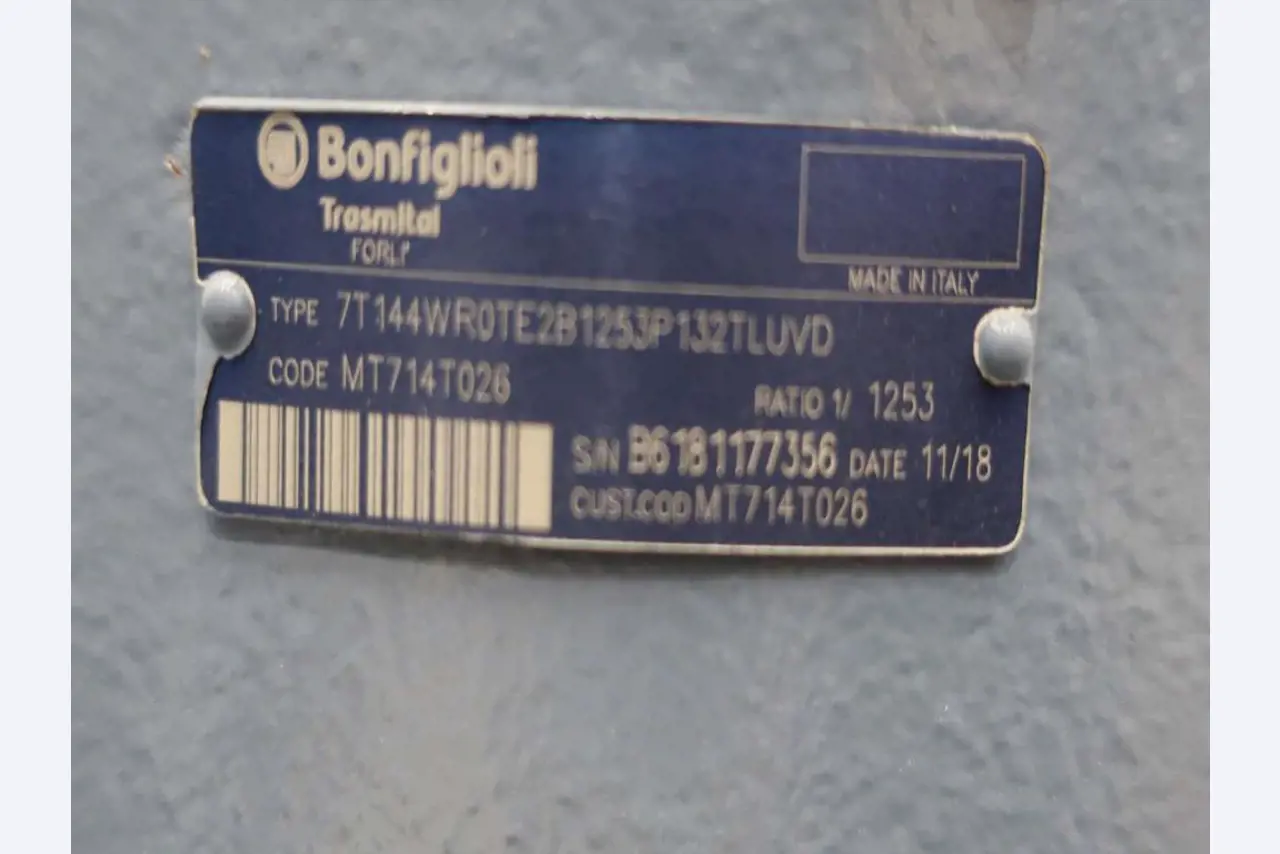 Bonfiglioli
Trasmital
FORLI'
MADE IN ITALY
TYPE 7T144WR0TE2B1253P132TLUVD
CODE MT714T026
RATIO 1/ 1253
S/N B6181177356 DATE 11/18
CUST.COD MT714T026